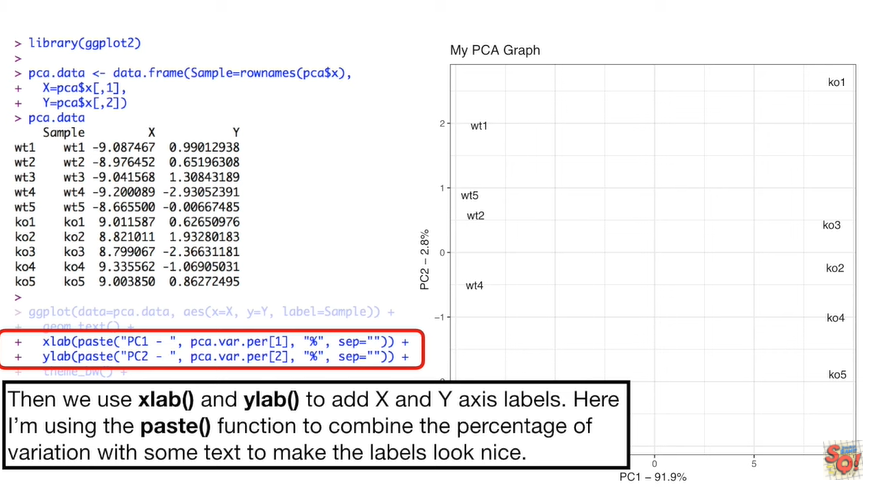 > library(ggplot2)
>
> pca.data <- data.frame(Sample=rownames(pca$x),
+   X=pca$x[,1],
+   Y=pca$x[,2])
> pca.data
    Sample         X           Y
wt1    wt1 -9.087467  0.99012938
wt2    wt2 -8.976452  0.65196308
wt3    wt3 -9.041568  1.30843189
wt4    wt4 -9.200089 -2.93052391
wt5    wt5 -8.665500 -0.00667485
ko1    ko1  9.011587  0.62650976
ko2    ko2  8.821011  1.93280183
ko3    ko3  8.799067 -2.36631181
ko4    ko4  9.335562 -1.06905031
ko5    ko5  9.003850  0.86272495
>
> ggplot(data=pca.data, aes(x=X, y=Y, label=Sample)) +
+   geom_text() +
+   xlab(paste("PC1 - ", pca.var.per[1], "%", sep="")) +
+   ylab(paste("PC2 - ", pca.var.per[2], "%", sep="")) +
+   theme_bw() +
Then we use xlab() and ylab() to add X and Y axis labels. Here
I'm using the paste() function to combine the percentage of
variation with some text to make the labels look nice.
My PCA Graph
ko1
2
wt1
1
wt5
wt2
ko3
PC2 – 2.8%
0
ko2
wt4
−1
ko4
ko5
0
5
PC1 – 91.9%
SQ!